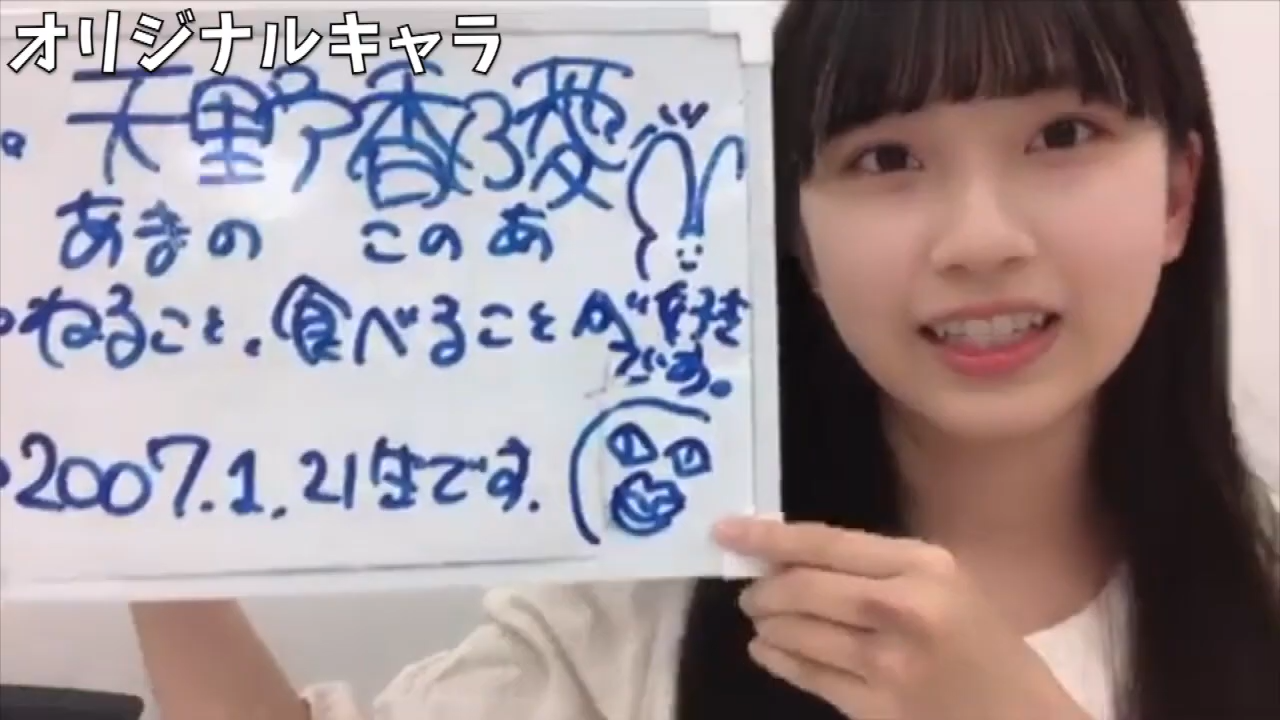 オリジナルキャラ
天野香乃愛
あまの このあ
ねること、食べることが好き
です。
2007.1.21生です.